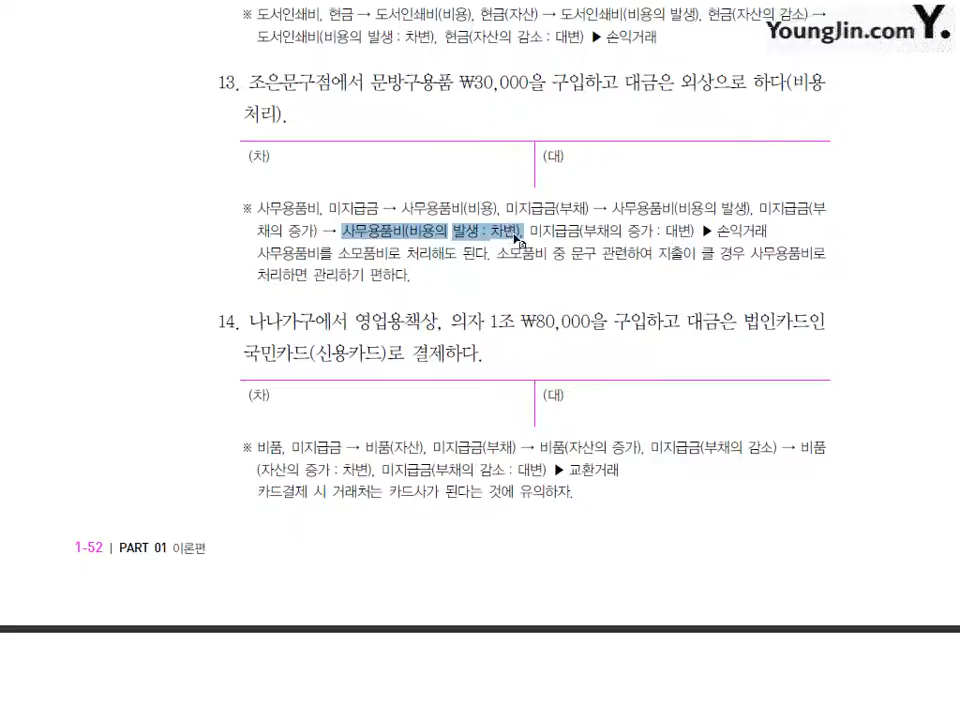 ※ 도서인쇄비, 현금 → 도서인쇄비(비용), 현금(자산) → 도서인쇄비(비용의 발생), 현금(자산의 감소) →
도서인쇄비(비용의 발생 : 차변), 현금(자산의 감소 : 대변) ▶ 손익거래
YoungJin.com Y.
13. 조은문구점에서 문방구용품 ₩30,000을 구입하고 대금은 외상으로 하다(비용
처리).
(차) (대)
※ 사무용품비, 미지급금 → 사무용품비(비용), 미지급금(부채) → 사무용품비(비용의 발생), 미지급금(부
채의 증가) → 사무용품비(비용의 발생 : 차변), 미지급금(부채의 증가 : 대변) ▶ 손익거래
사무용품비를 소모품비로 처리해도 된다. 소모품비 중 문구 관련하여 지출이 클 경우 사무용품비로
처리하면 관리하기 편하다.
14. 나나가구에서 영업용책상, 의자 1조 ₩80,000을 구입하고 대금은 법인카드인
국민카드(신용카드)로 결제하다.
(차) (대)
※ 비품, 미지급금 → 비품(자산), 미지급금(부채) → 비품(자산의 증가), 미지급금(부채의 감소) → 비품
(자산의 증가 : 차변), 미지급금(부채의 감소 : 대변) ▶ 교환거래
카드결제 시 거래처는 카드사가 된다는 것에 유의하자.
1-52 | PART 01 이론편